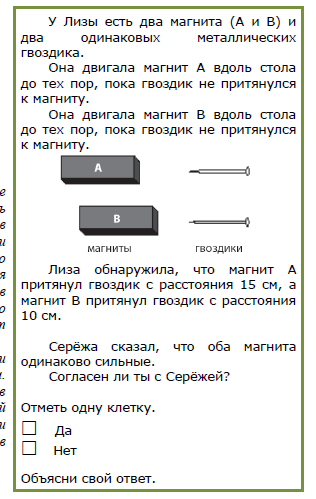 У Лизы есть два магнита (А и В) и
два одинаковых металлических
гвоздика.
Она двигала магнит А вдоль стола
до тех пор, пока гвоздик не притянулся
к магниту.
Она двигала магнит В вдоль стола
до тех пор, пока гвоздик не притянулся
к магниту.
А
В
магниты гвоздики
Лиза обнаружила, что магнит А
притянул гвоздик с расстояния 15 см, а
магнит В притянул гвоздик с расстояния
10 см.
Серёжа сказал, что оба магнита
одинаково сильные.
Согласен ли ты с Серёжей?
Отметь одну клетку.
Да
Нет
Объясни свой ответ.